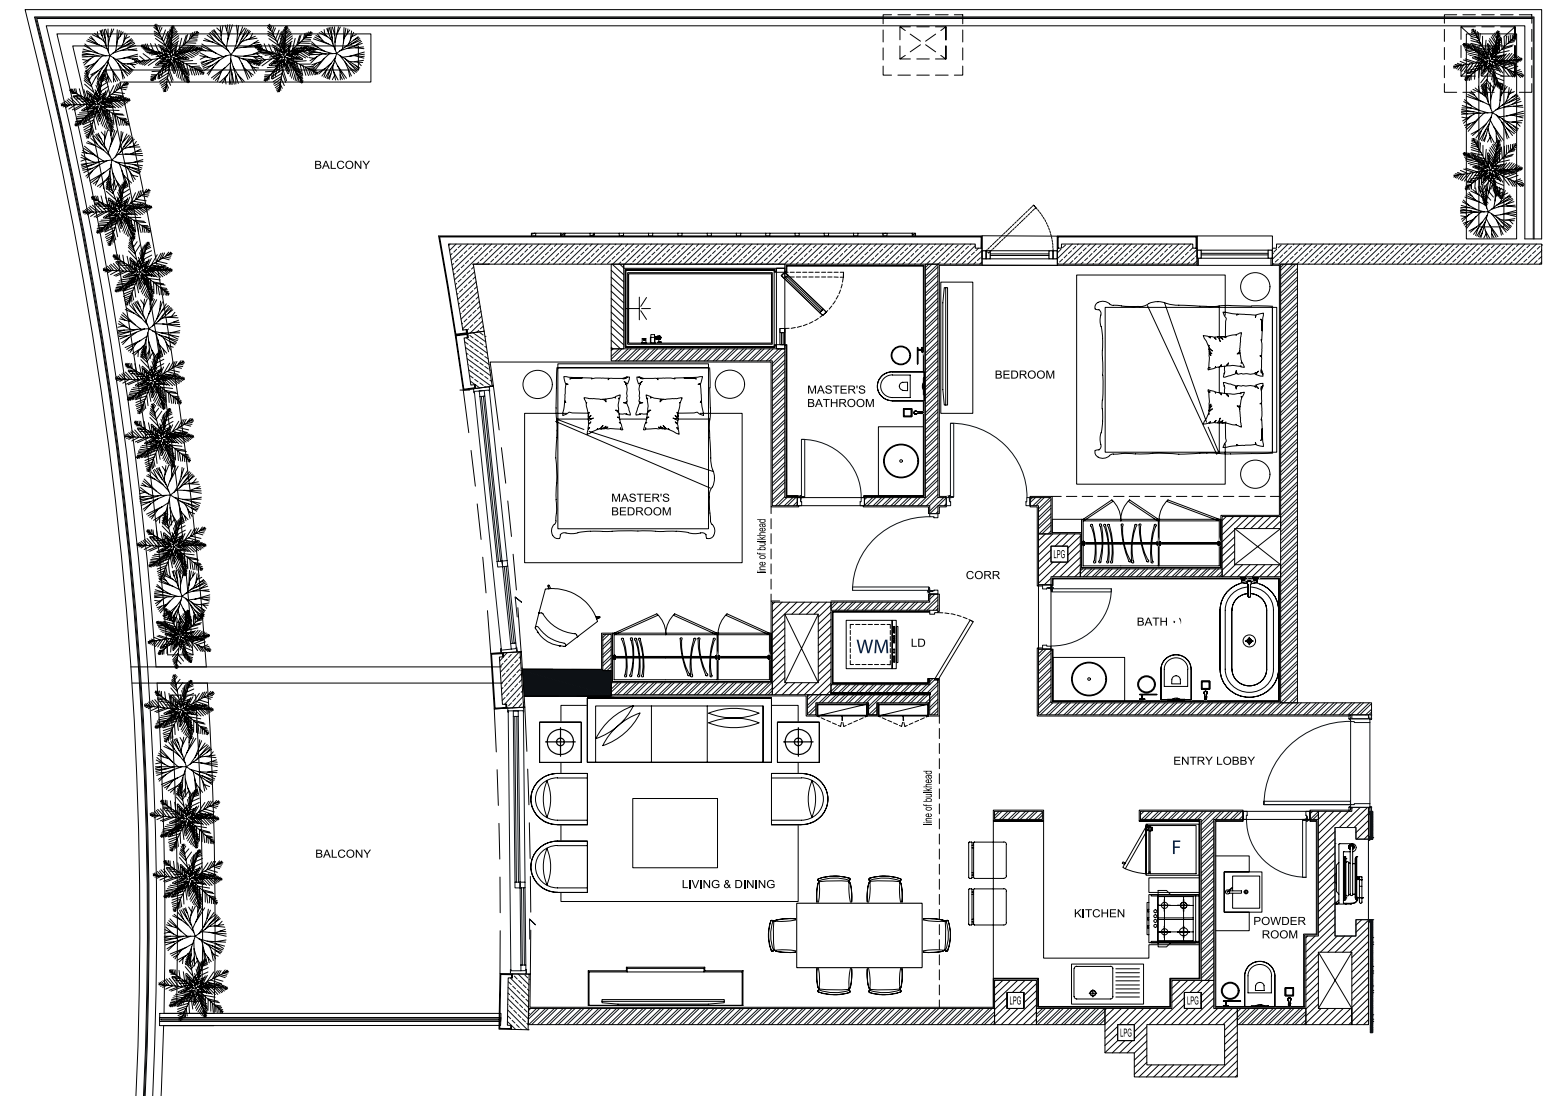 BALCONY
BEDROOM
MASTER'S
BATHROOM
MASTER'S
BEDROOM
line of bulkhead
LPG
CORR
BATH
WM
LD
ENTRY LOBBY
line of bulkhead
BALCONY
F
LIVING & DINING
KITCHEN
POWDER
ROOM
LPG
LPG
LPG